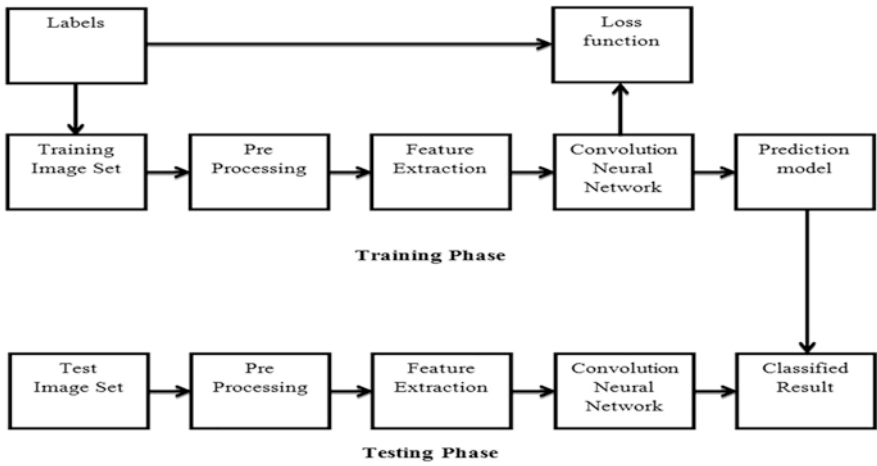 Labels
Loss
function
Training
Image Set
Pre
Processing
Feature
Extraction
Convolution
Neural
Network
Prediction
model
Training Phase
Test
Image Set
Pre
Processing
Feature
Extraction
Convolution
Neural
Network
Classified
Result
Testing Phase